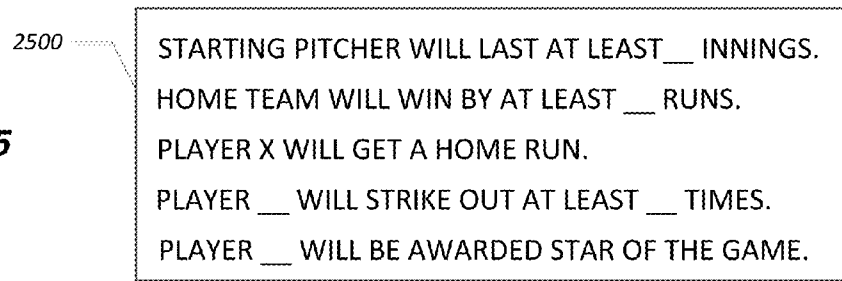 2500
STARTING PITCHER WILL LAST AT LEAST__ INNINGS.
HOME TEAM WILL WIN BY AT LEAST __ RUNS.
5
PLAYER X WILL GET A HOME RUN.
PLAYER __ WILL STRIKE OUT AT LEAST __ TIMES.
PLAYER __ WILL BE AWARDED STAR OF THE GAME.